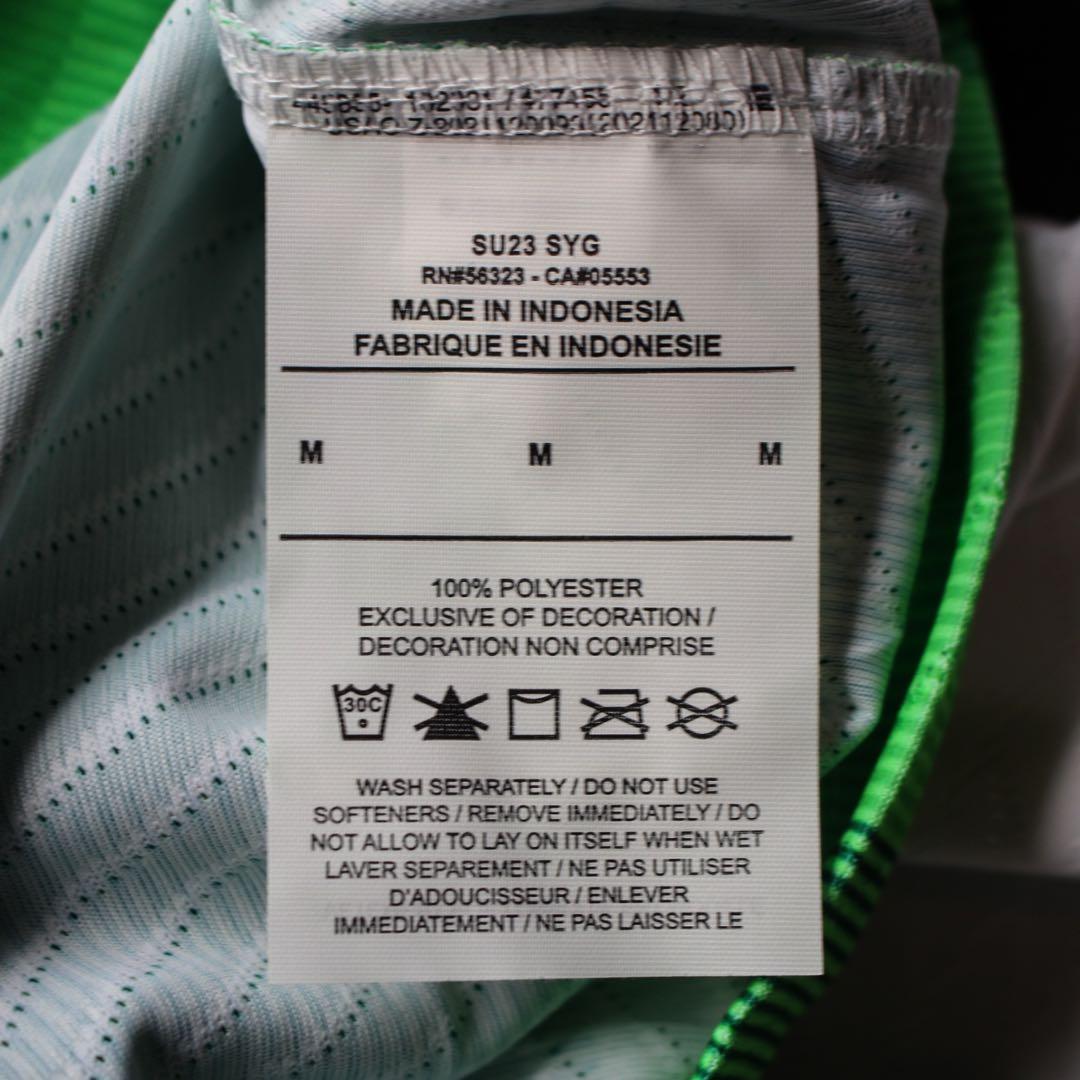 SU23 SYG
RN#56323 - CA#05553
MADE IN INDONESIA
FABRIQUE EN INDONESIE
M M M
100% POLYESTER
EXCLUSIVE OF DECORATION /
DECORATION NON COMPRISE
30C
WASH SEPARATELY / DO NOT USE
SOFTENERS / REMOVE IMMEDIATELY / DO
NOT ALLOW TO LAY ON ITSELF WHEN WET
LAVER SEPAREMENT / NE PAS UTILISER
D'ADOUCISSEUR / ENLEVER
IMMEDIATEMENT / NE PAS LAISSER LE